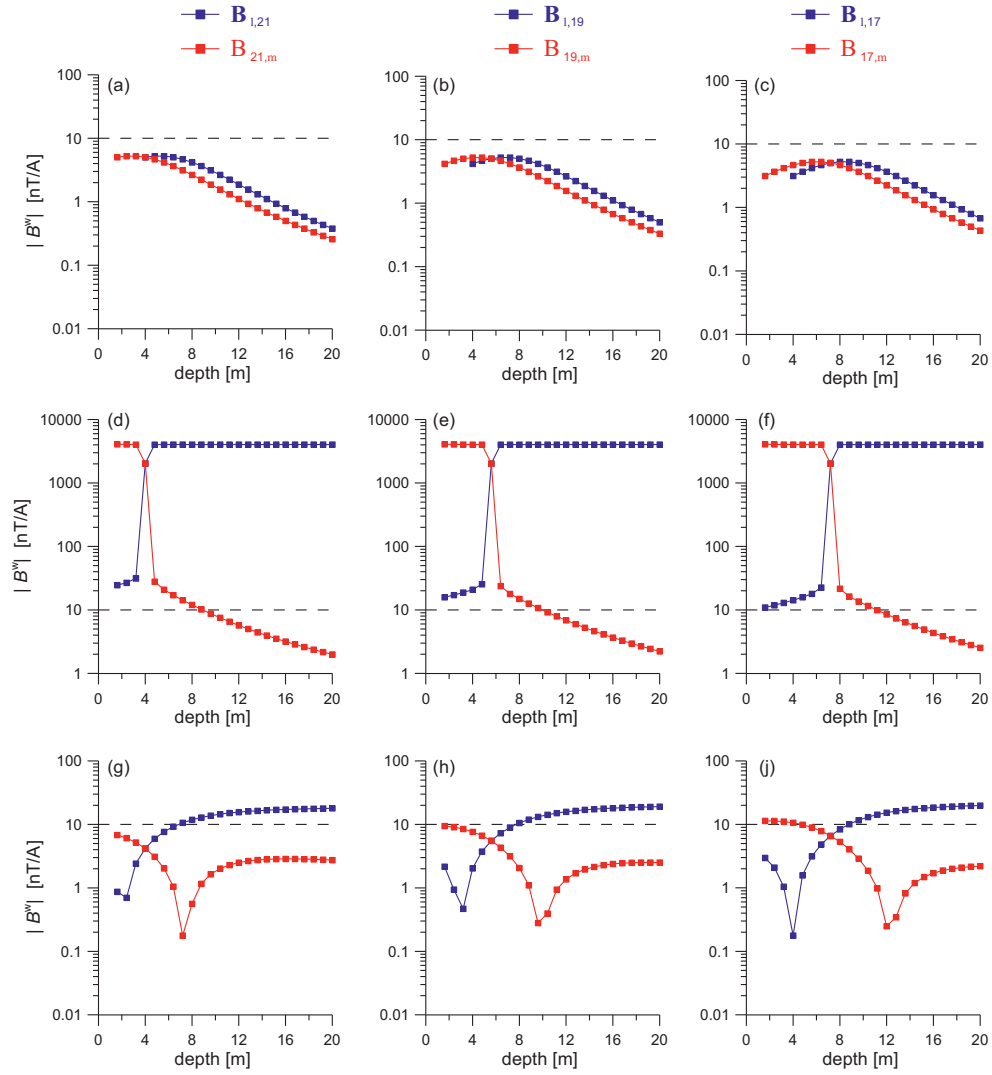 B l,21 B l,19 B l,17
B 21,m B 19,m B 17,m
(a) (b) (c)
100 100 100
10 10 10
1 1 1
0.1 0.1 0.1
0.01 0.01 0.01
| Bʷ| [nT/A]
0 4 8 12 16 20 0 4 8 12 16 20 0 4 8 12 16 20
depth [m] depth [m] depth [m]
(d) (e) (f)
10000 10000 10000
1000 1000 1000
100 100 100
10 10 10
1 1 1
| Bʷ| [nT/A]
0 4 8 12 16 20 0 4 8 12 16 20 0 4 8 12 16 20
depth [m] depth [m] depth [m]
(g) (h) (j)
100 100 100
10 10 10
1 1 1
0.1 0.1 0.1
0.01 0.01 0.01
| Bʷ| [nT/A]
0 4 8 12 16 20 0 4 8 12 16 20 0 4 8 12 16 20
depth [m] depth [m] depth [m]